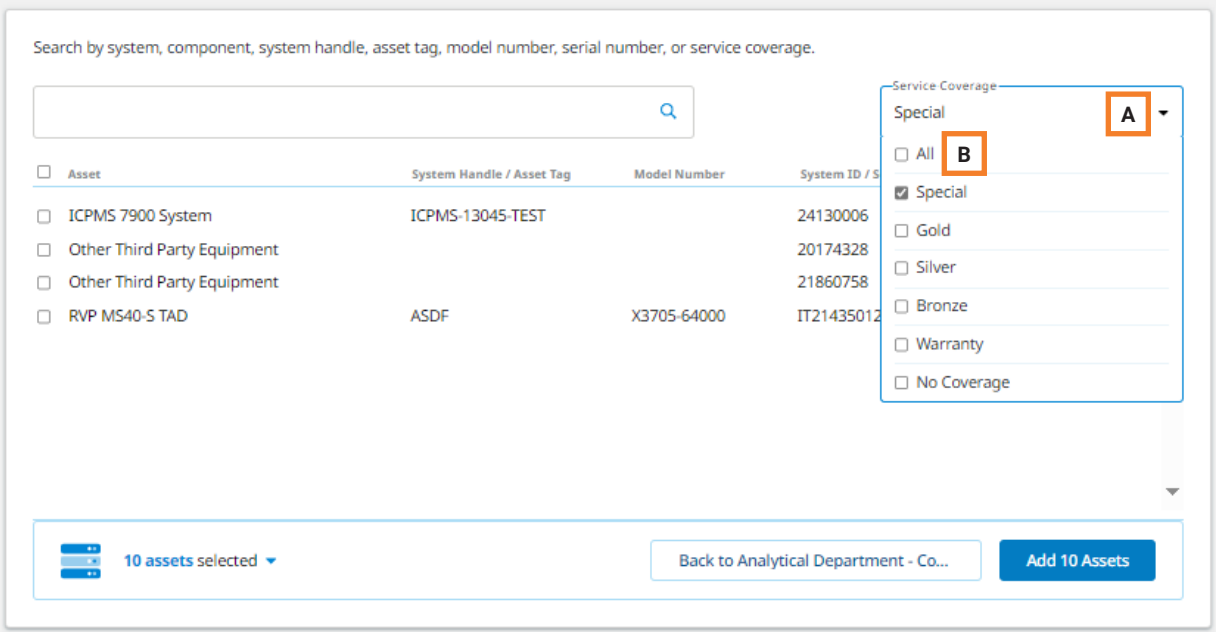 Search by system, component, system handle, asset tag, model number, serial number, or service coverage.
Service Coverage
Special
A
All
B
Special
Gold
Silver
Bronze
Warranty
No Coverage
Asset System Handle / Asset Tag Model Number System ID / S
ICPMS 7900 System ICPMS-13045-TEST 24130006
Other Third Party Equipment 20174328
Other Third Party Equipment 21860758
RVP MS40-S TAD ASDF X3705-64000 IT21435012
10 assets selected
Back to Analytical Department - Co...
Add 10 Assets